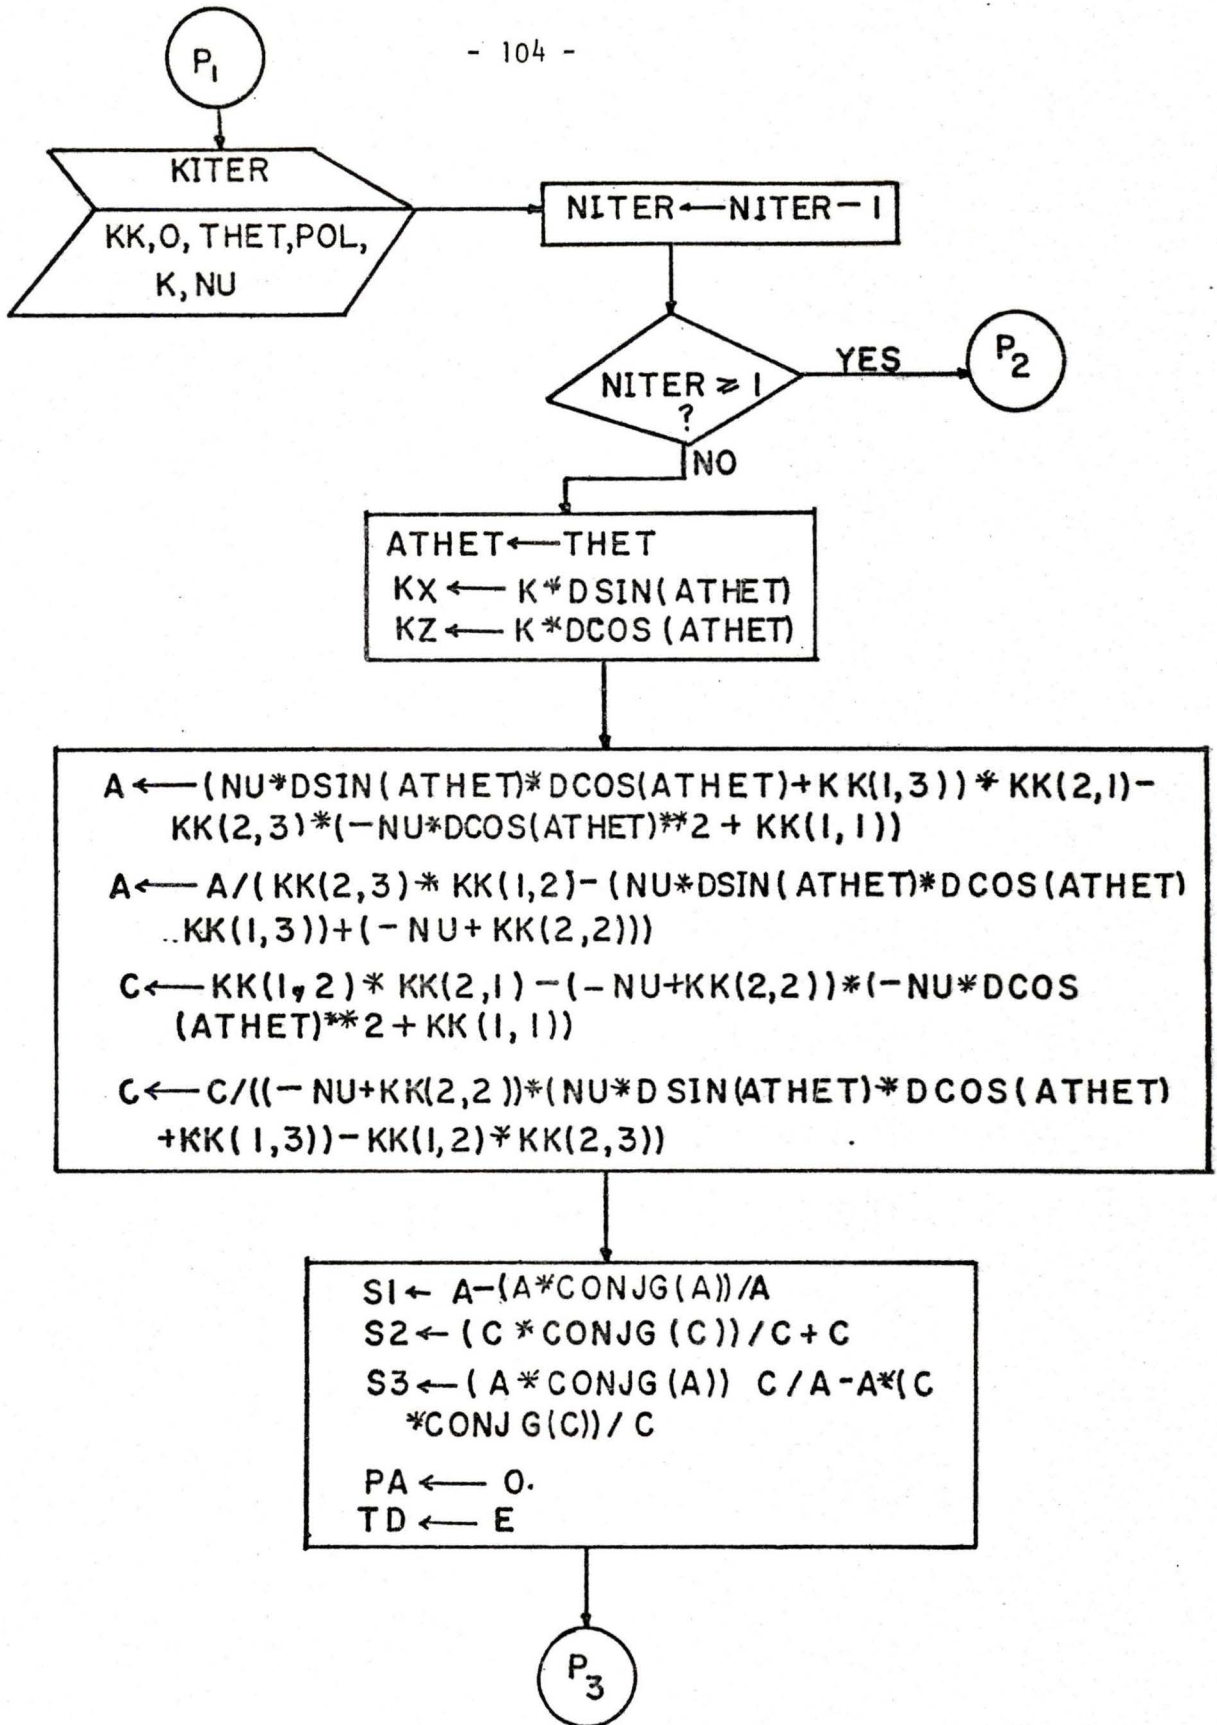 - 104 -
P1
KITER
KK,O, THET,POL,
K, NU
NITER←NITER-1
NITER ≥ 1
?
YES
P2
NO
ATHET←THET
KX ← K*DSIN(ATHET)
KZ ← K*DCOS(ATHET)
A←(NU*DSIN(ATHET)*DCOS(ATHET)+KK(1,3))*KK(2,1)-
KK(2,3)*(-NU*DCOS(ATHET)**2 + KK(1,1))
A← A/(KK(2,3)*KK(1,2)-(NU*DSIN(ATHET)*DCOS(ATHET)
..KK(1,3))+(-NU+KK(2,2)))
C←KK(1,2)*KK(2,1)-(-NU+KK(2,2))*(-NU*DCOS
(ATHET)**2+KK(1,1))
C←C/((-NU+KK(2,2))*(NU*DSIN(ATHET)*DCOS(ATHET)
+KK(1,3))-KK(1,2)*KK(2,3))
S1← A-(A*CONJG(A))/A
S2←(C*CONJG(C))/C+C
S3←(A*CONJG(A)) C/A-A*(C
*CONJG(C))/C
PA ← 0.
TD ← E
P3